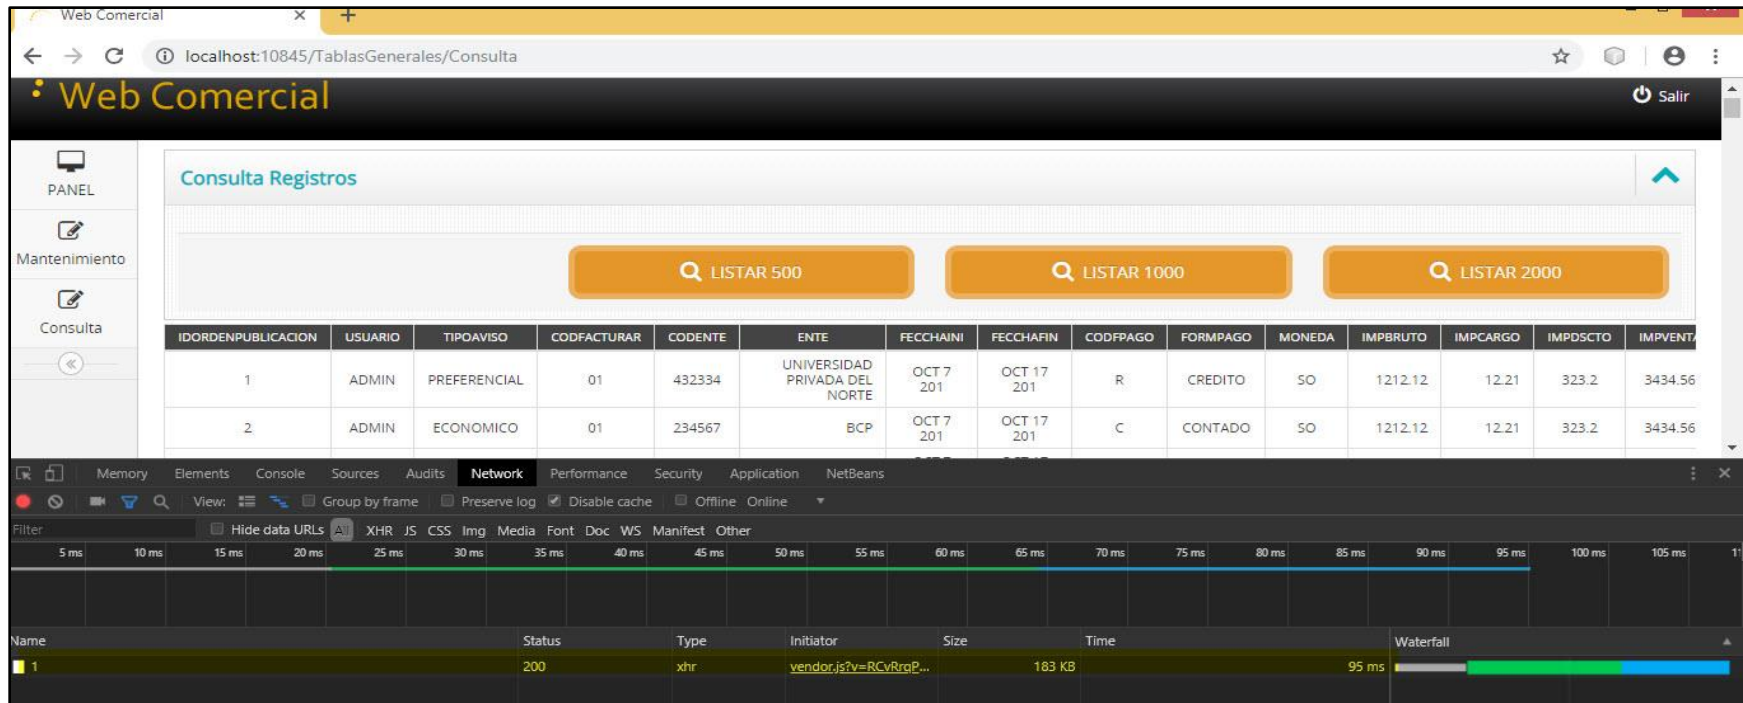 Web Comercial
localhost:10845/TablasGenerales/Consulta
Web Comercial
Salir
PANEL
Consulta Registros
Mantenimiento
LISTAR 500 LISTAR 1000 LISTAR 2000
Consulta
IDORDENPUBLICACION USUARIO TIPOAVISO CODFACTURAR CODENTE ENTE FECCHAINI FECCHAFIN CODFPAGO FORMPAGO MONEDA IMPBRUTO IMPCARGO IMPDSCTO IMPVENTA
1 ADMIN PREFERENCIAL 01 432334 UNIVERSIDAD PRIVADA DEL NORTE OCT 7 201 OCT 17 201 R CREDITO SO 1212.12 12.21 323.2 3434.56
2 ADMIN ECONOMICO 01 234567 BCP OCT 7 201 OCT 17 201 C CONTADO SO 1212.12 12.21 323.2 3434.56
Memory Elements Console Sources Audits Network Performance Security Application NetBeans
View: Group by frame Preserve log Disable cache Offline Online
Filter Hide data URLs All XHR JS CSS Img Media Font Doc WS Manifest Other
5 ms 10 ms 15 ms 20 ms 25 ms 30 ms 35 ms 40 ms 45 ms 50 ms 55 ms 60 ms 65 ms 70 ms 75 ms 80 ms 85 ms 90 ms 95 ms 100 ms 105 ms 11
Name Status Type Initiator Size Time Waterfall
1 200 xhr vendor.js?v=RCvRrqP... 183 KB 95 ms